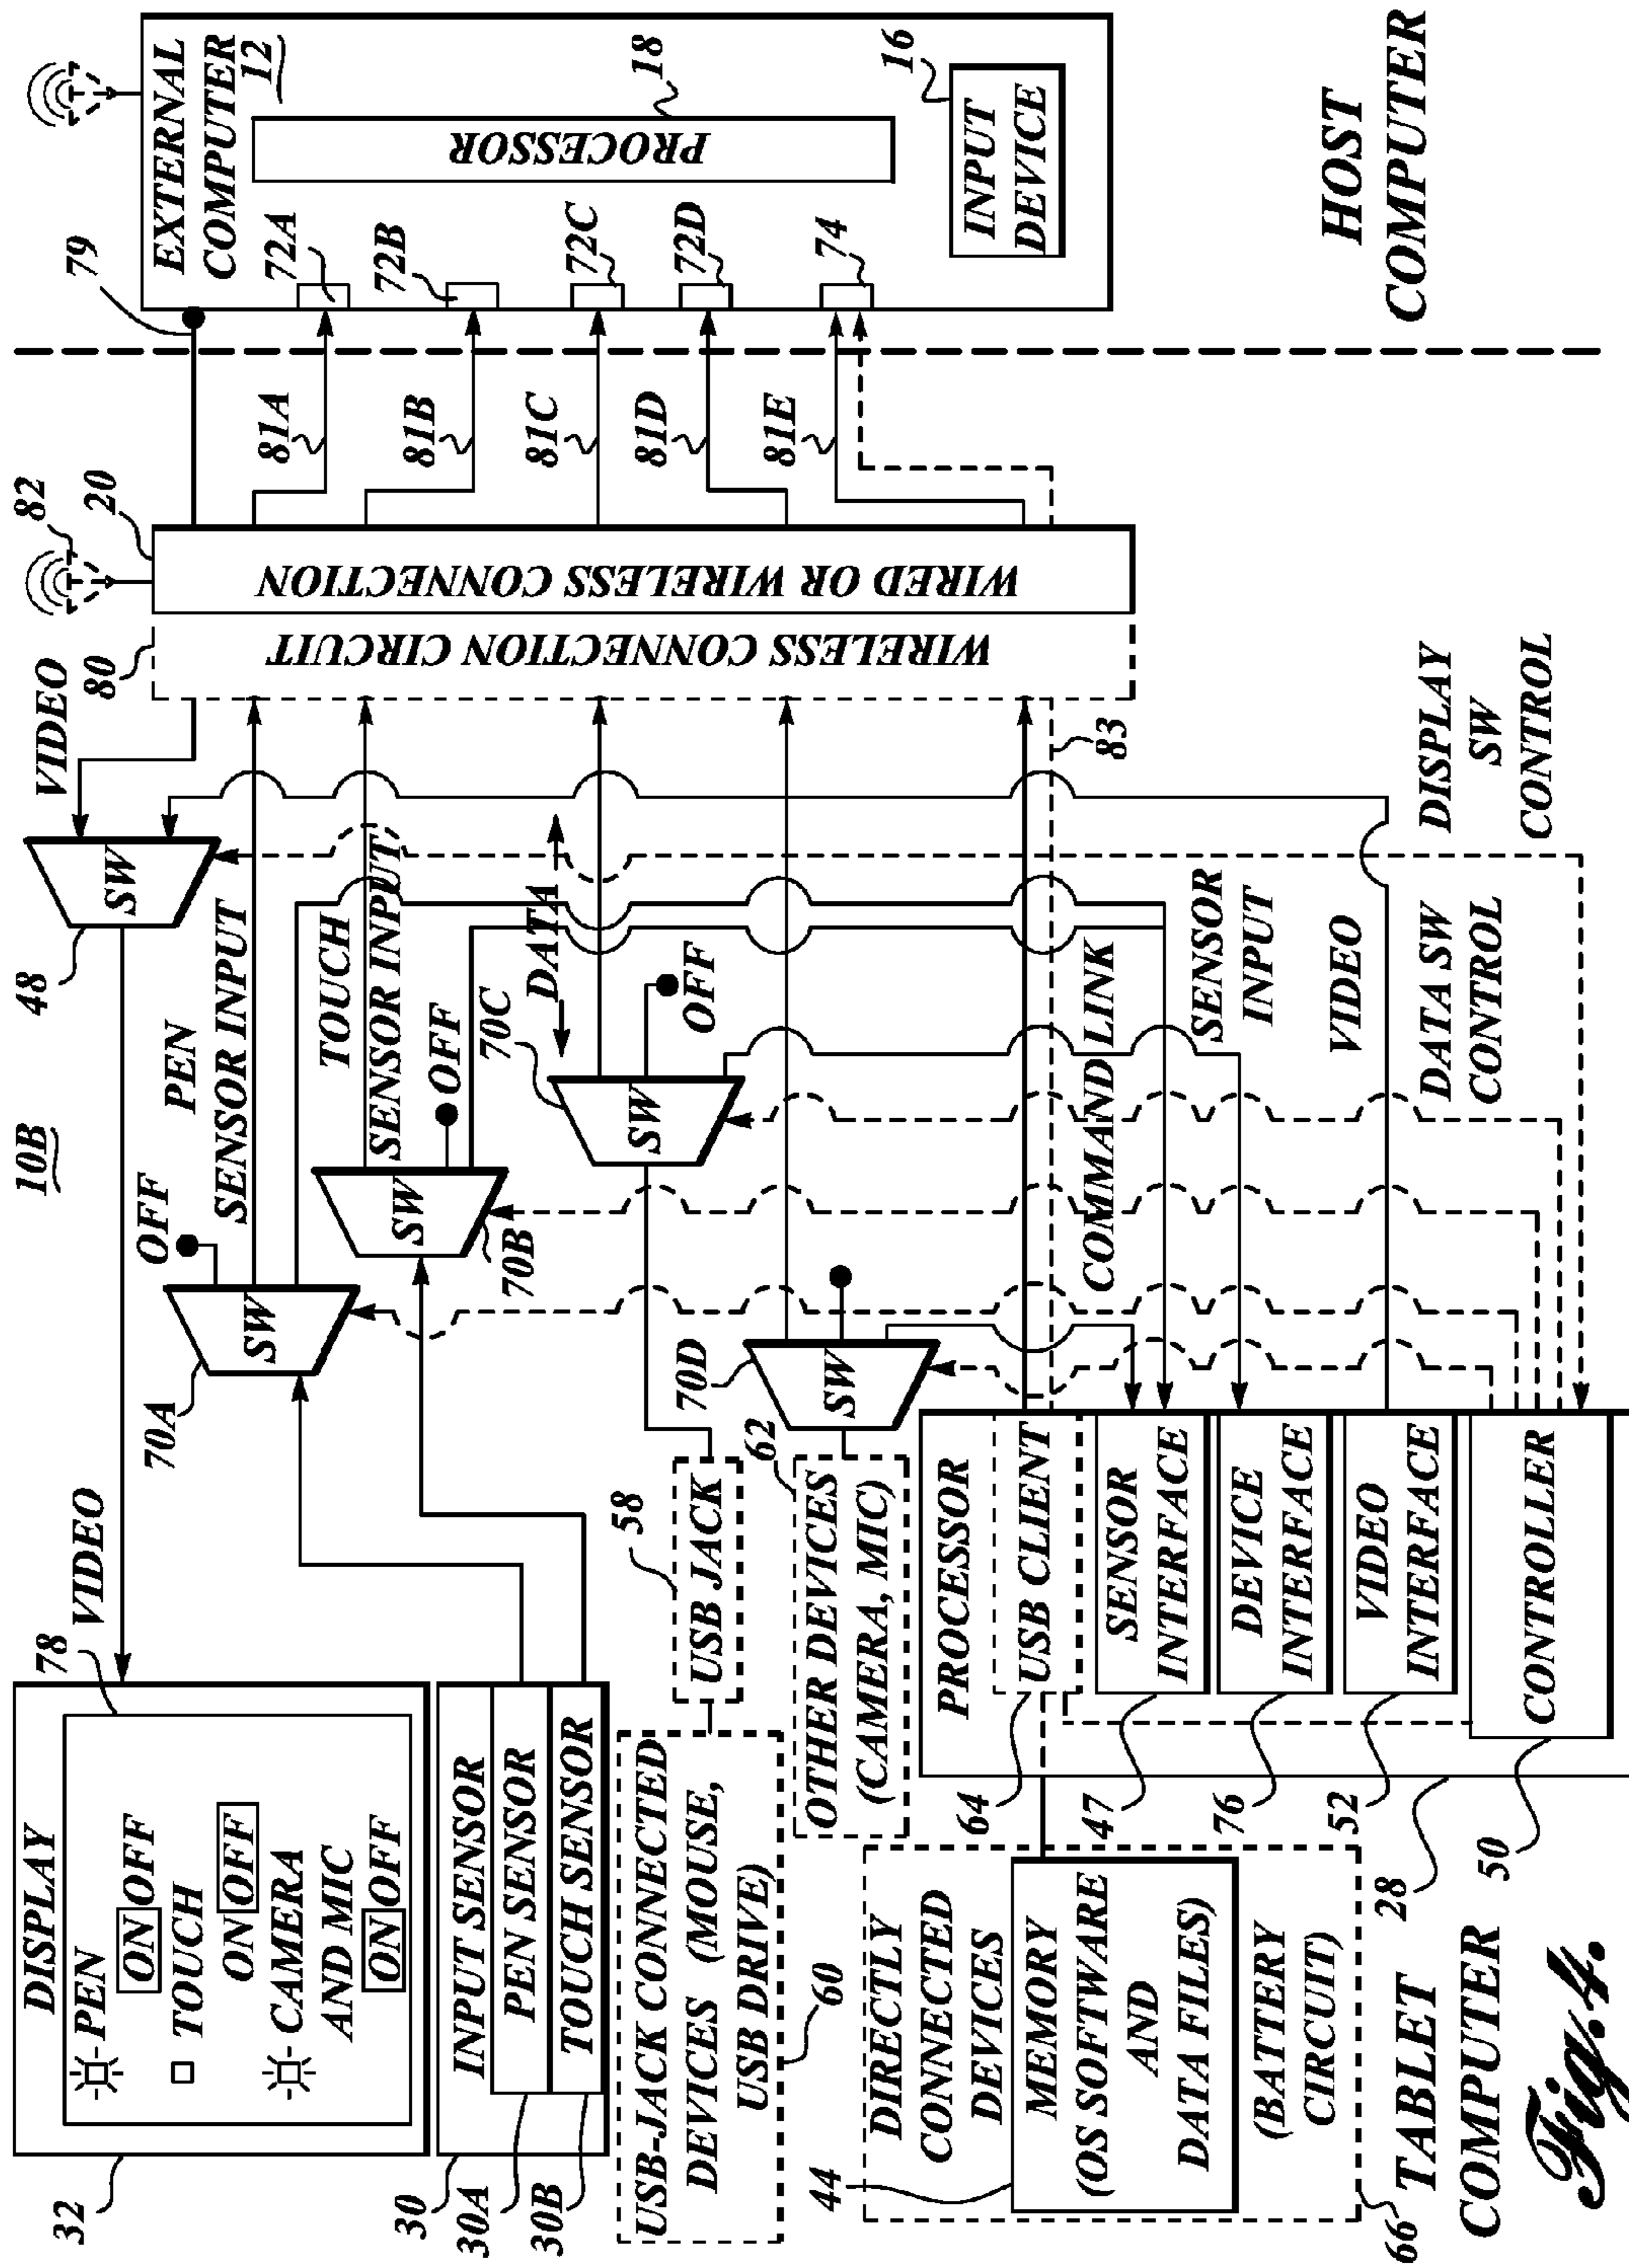 10B
DISPLAY
PEN
ON OFF
TOUCH
ON OFF
CAMERA
AND MIC
ON OFF
32
78
VIDEO
48
SW
VIDEO
82
20
80
79
EXTERNAL
COMPUTER
12
PROCESSOR
18
INPUT
DEVICE
16
72A
72B
72C
72D
74
81A
81B
81C
81D
81E
WIRED OR WIRELESS CONNECTION
WIRELESS CONNECTION CIRCUIT
INPUT SENSOR
PEN SENSOR
TOUCH SENSOR
30
30A
30B
70A
SW
OFF
PEN
SENSOR INPUT
70B
SW
OFF
TOUCH
SENSOR INPUT
70C
SW
OFF
DATA
70D
SW
USB-JACK CONNECTED
DEVICES (MOUSE,
USB DRIVE)
60
58
USB JACK
62
OTHER DEVICES
(CAMERA, MIC)
DIRECTLY
CONNECTED
DEVICES
MEMORY
(OS SOFTWARE
AND
DATA FILES)
(BATTERY
CIRCUIT)
44
66
PROCESSOR
USB CLIENT
SENSOR
INTERFACE
DEVICE
INTERFACE
VIDEO
INTERFACE
CONTROLLER
64
47
76
52
28
50
83
COMMAND LINK
SENSOR
INPUT
VIDEO
DATA SW
CONTROL
DISPLAY
SW
CONTROL
TABLET
COMPUTER
HOST
COMPUTER
Fig.4.